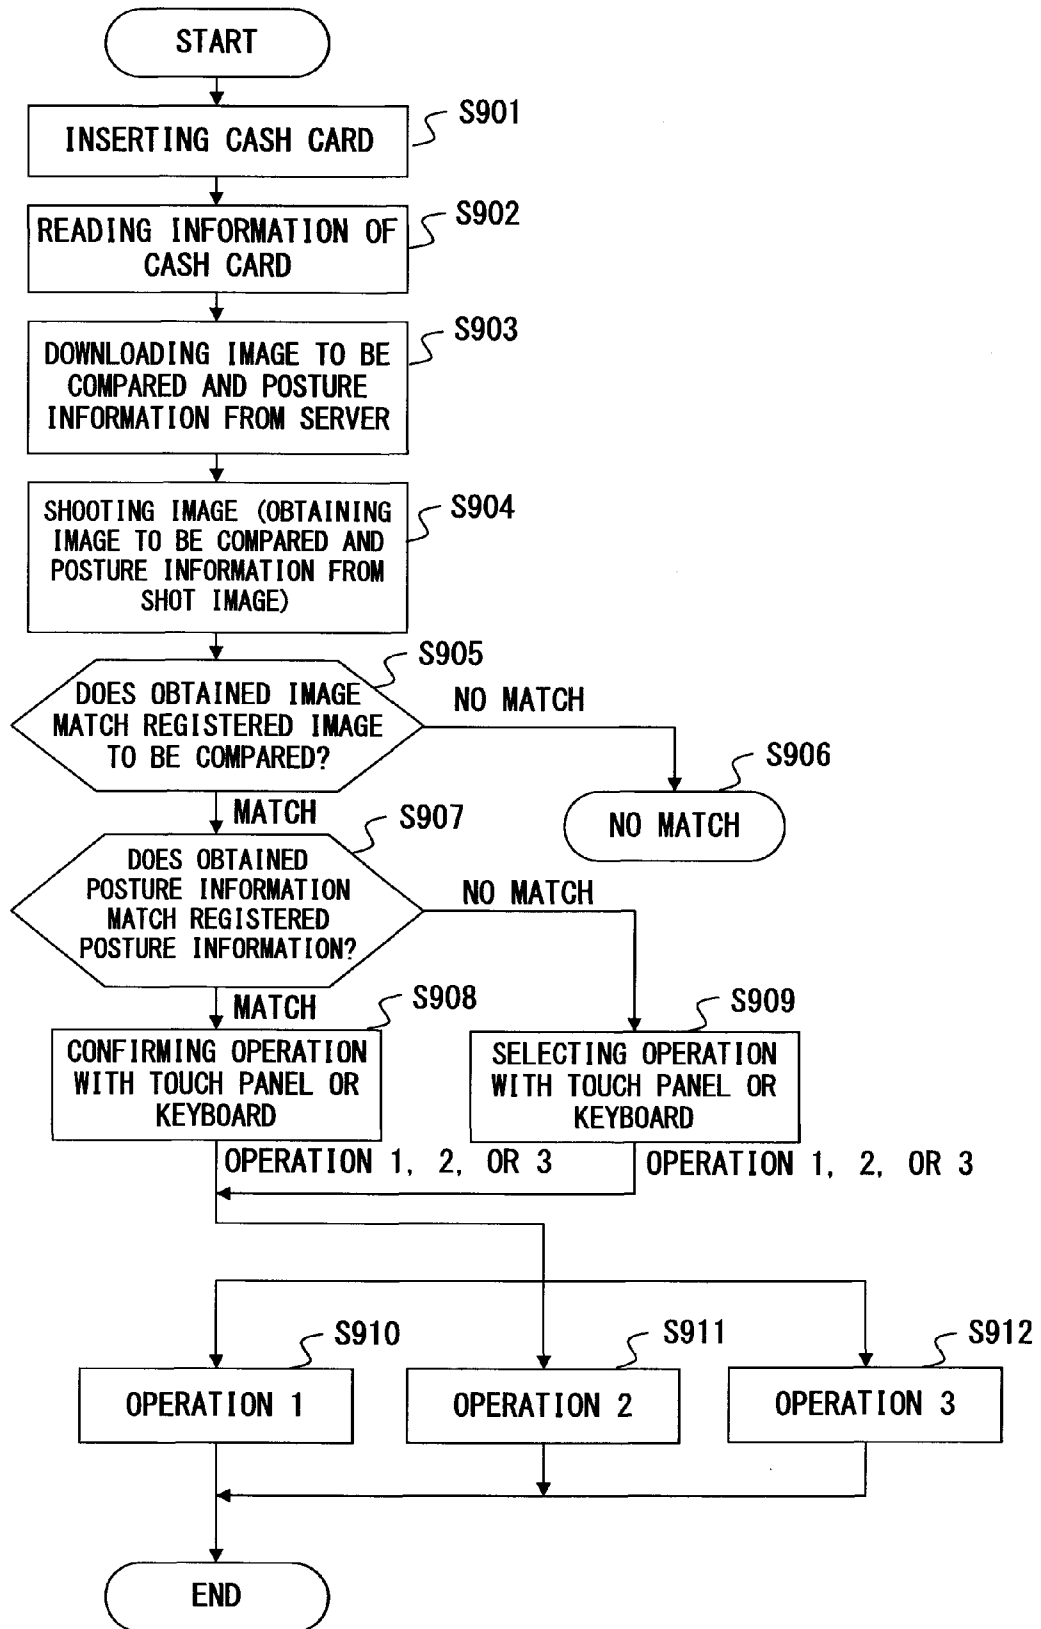 START
S901
INSERTING CASH CARD
S902
READING INFORMATION OF
CASH CARD
S903
DOWNLOADING IMAGE TO BE
COMPARED AND POSTURE
INFORMATION FROM SERVER
S904
SHOOTING IMAGE (OBTAINING
IMAGE TO BE COMPARED AND
POSTURE INFORMATION FROM
SHOT IMAGE)
S905
DOES OBTAINED IMAGE
MATCH REGISTERED IMAGE
TO BE COMPARED?
NO MATCH
S906
NO MATCH
MATCH
S907
DOES OBTAINED
POSTURE INFORMATION
MATCH REGISTERED
POSTURE INFORMATION?
NO MATCH
MATCH
S908
CONFIRMING OPERATION
WITH TOUCH PANEL OR
KEYBOARD
S909
SELECTING OPERATION
WITH TOUCH PANEL OR
KEYBOARD
OPERATION 1, 2, OR 3
OPERATION 1, 2, OR 3
S910
OPERATION 1
S911
OPERATION 2
S912
OPERATION 3
END